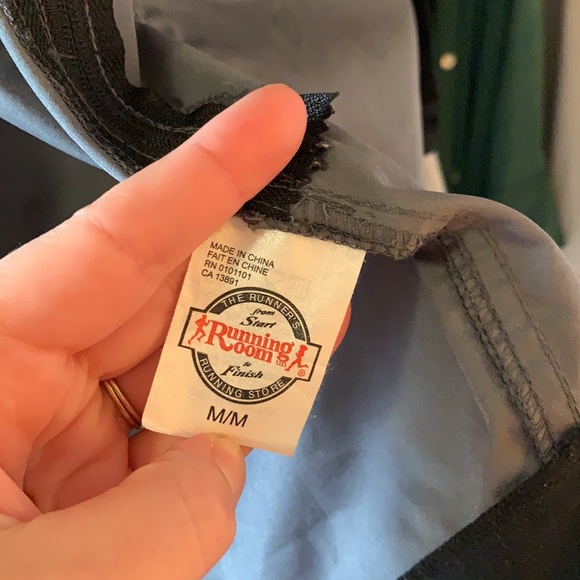 MADE IN CHINA
FAIT EN CHINE
RN 0101101
CA 13891
THE RUNNER'S
from
Start
Running
Room
to
Finish
RUNNING STORE
M/M